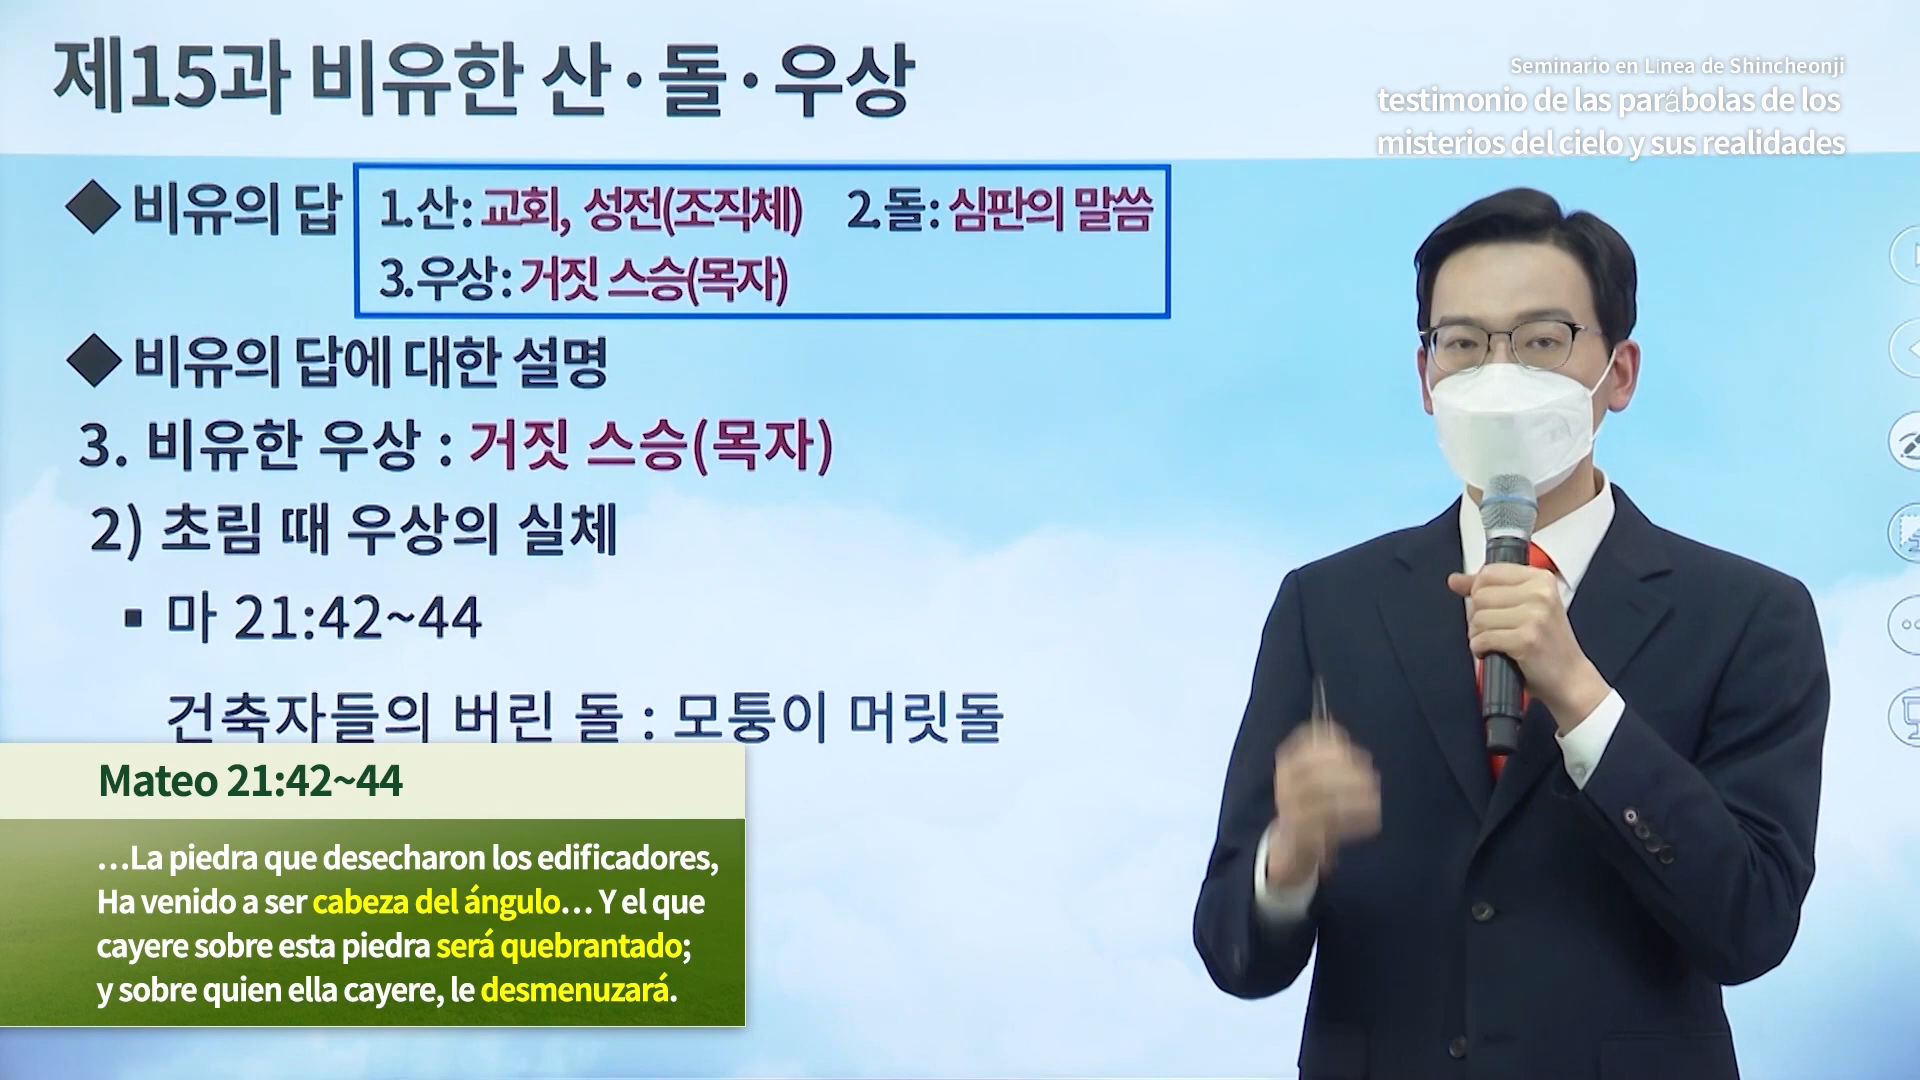 제15과 비유한 산·돌·우상
Seminario en Línea de Shincheonji
testimonio de las parábolas de los
misterios del cielo y sus realidades
◆ 비유의 답 1.산: 교회, 성전(조직체) 2.돌: 심판의 말씀
3.우상: 거짓 스승(목자)
◆ 비유의 답에 대한 설명
3. 비유한 우상 : 거짓 스승(목자)
2) 초림 때 우상의 실체
▪ 마 21:42~44
건축자들의 버린 돌 : 모퉁이 머릿돌
Mateo 21:42~44
…La piedra que desecharon los edificadores,
Ha venido a ser cabeza del ángulo… Y el que
cayere sobre esta piedra será quebrantado;
y sobre quien ella cayere, le desmenuzará.